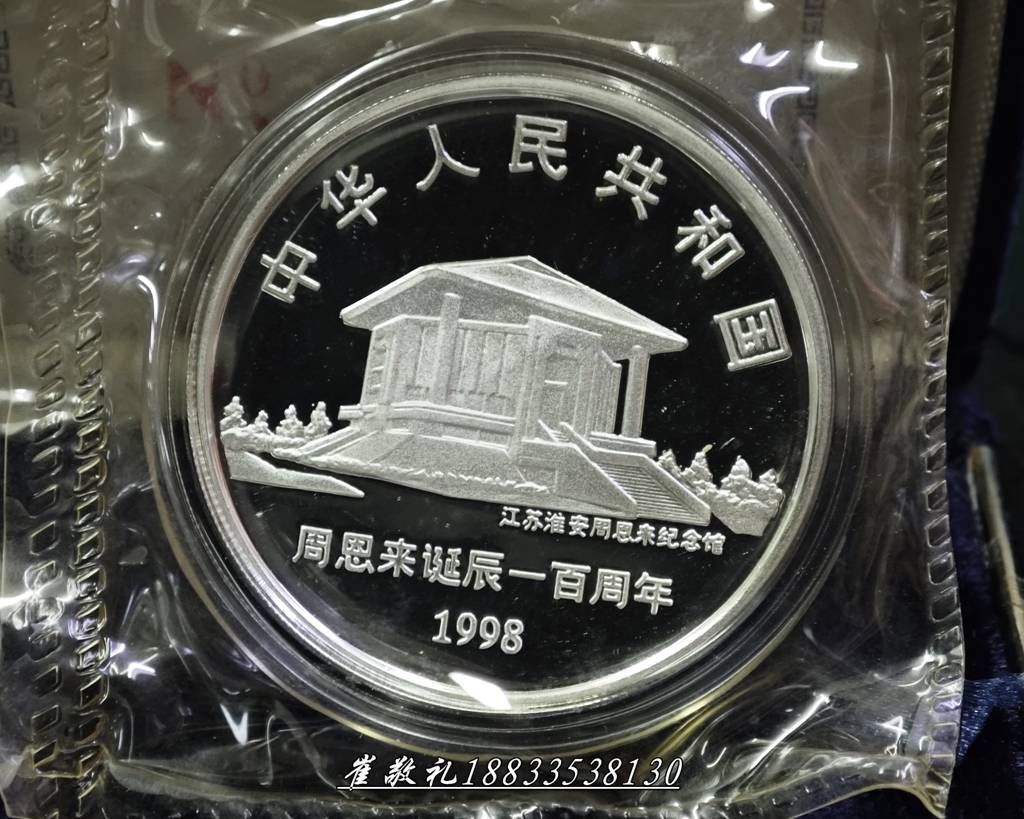 中华人民共和国
江苏淮安周恩来纪念馆
周恩来诞辰一百周年
1998
崔敬礼18833538130